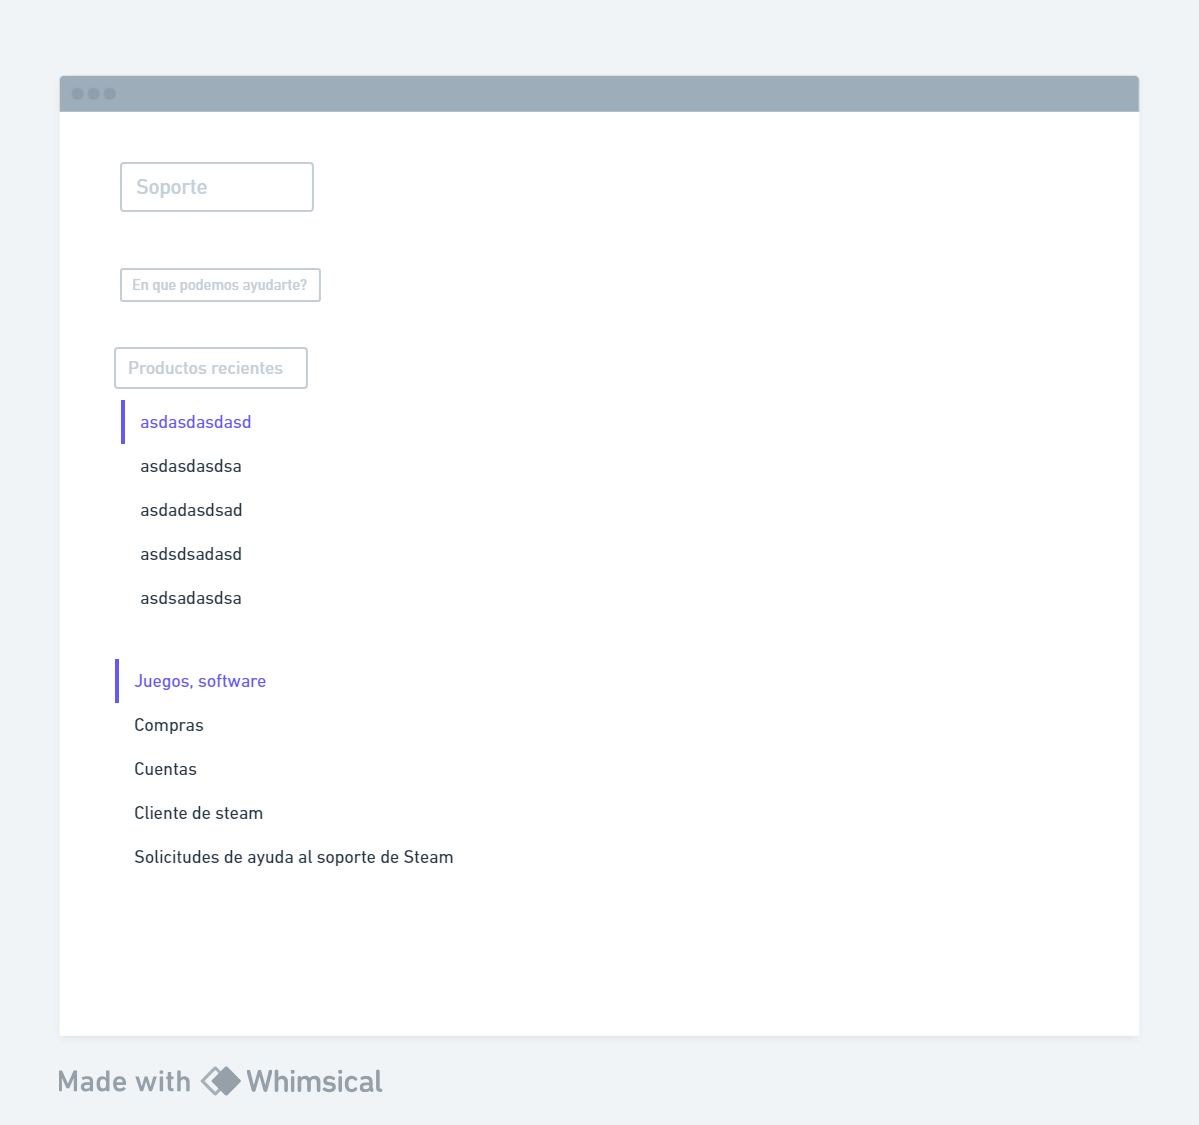 Soporte
En que podemos ayudarte?
Productos recientes
asdasdasdasd
asdasdasdsa
asdadasdsad
asdsdsadasd
asdsadasdsa
Juegos, software
Compras
Cuentas
Cliente de steam
Solicitudes de ayuda al soporte de Steam
Made with Whimsical